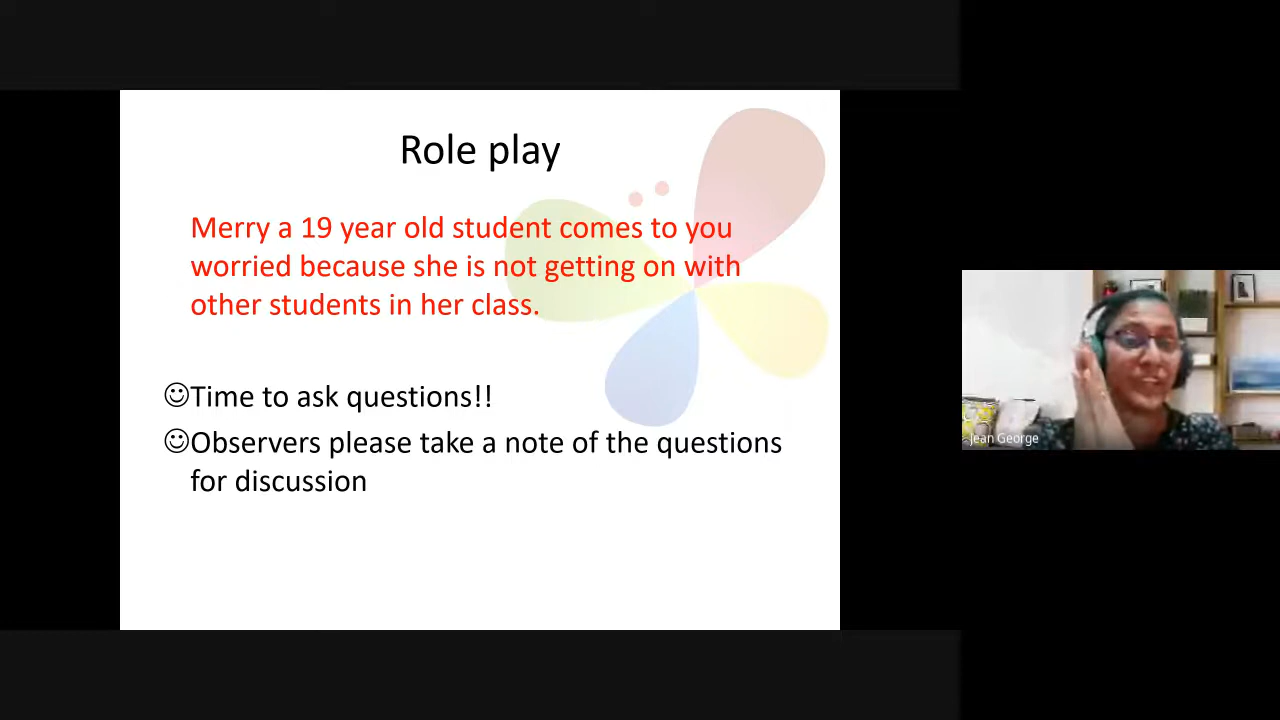 Role play
Merry a 19 year old student comes to you
worried because she is not getting on with
other students in her class.
☺Time to ask questions!!
☺Observers please take a note of the questions
for discussion
Jean George